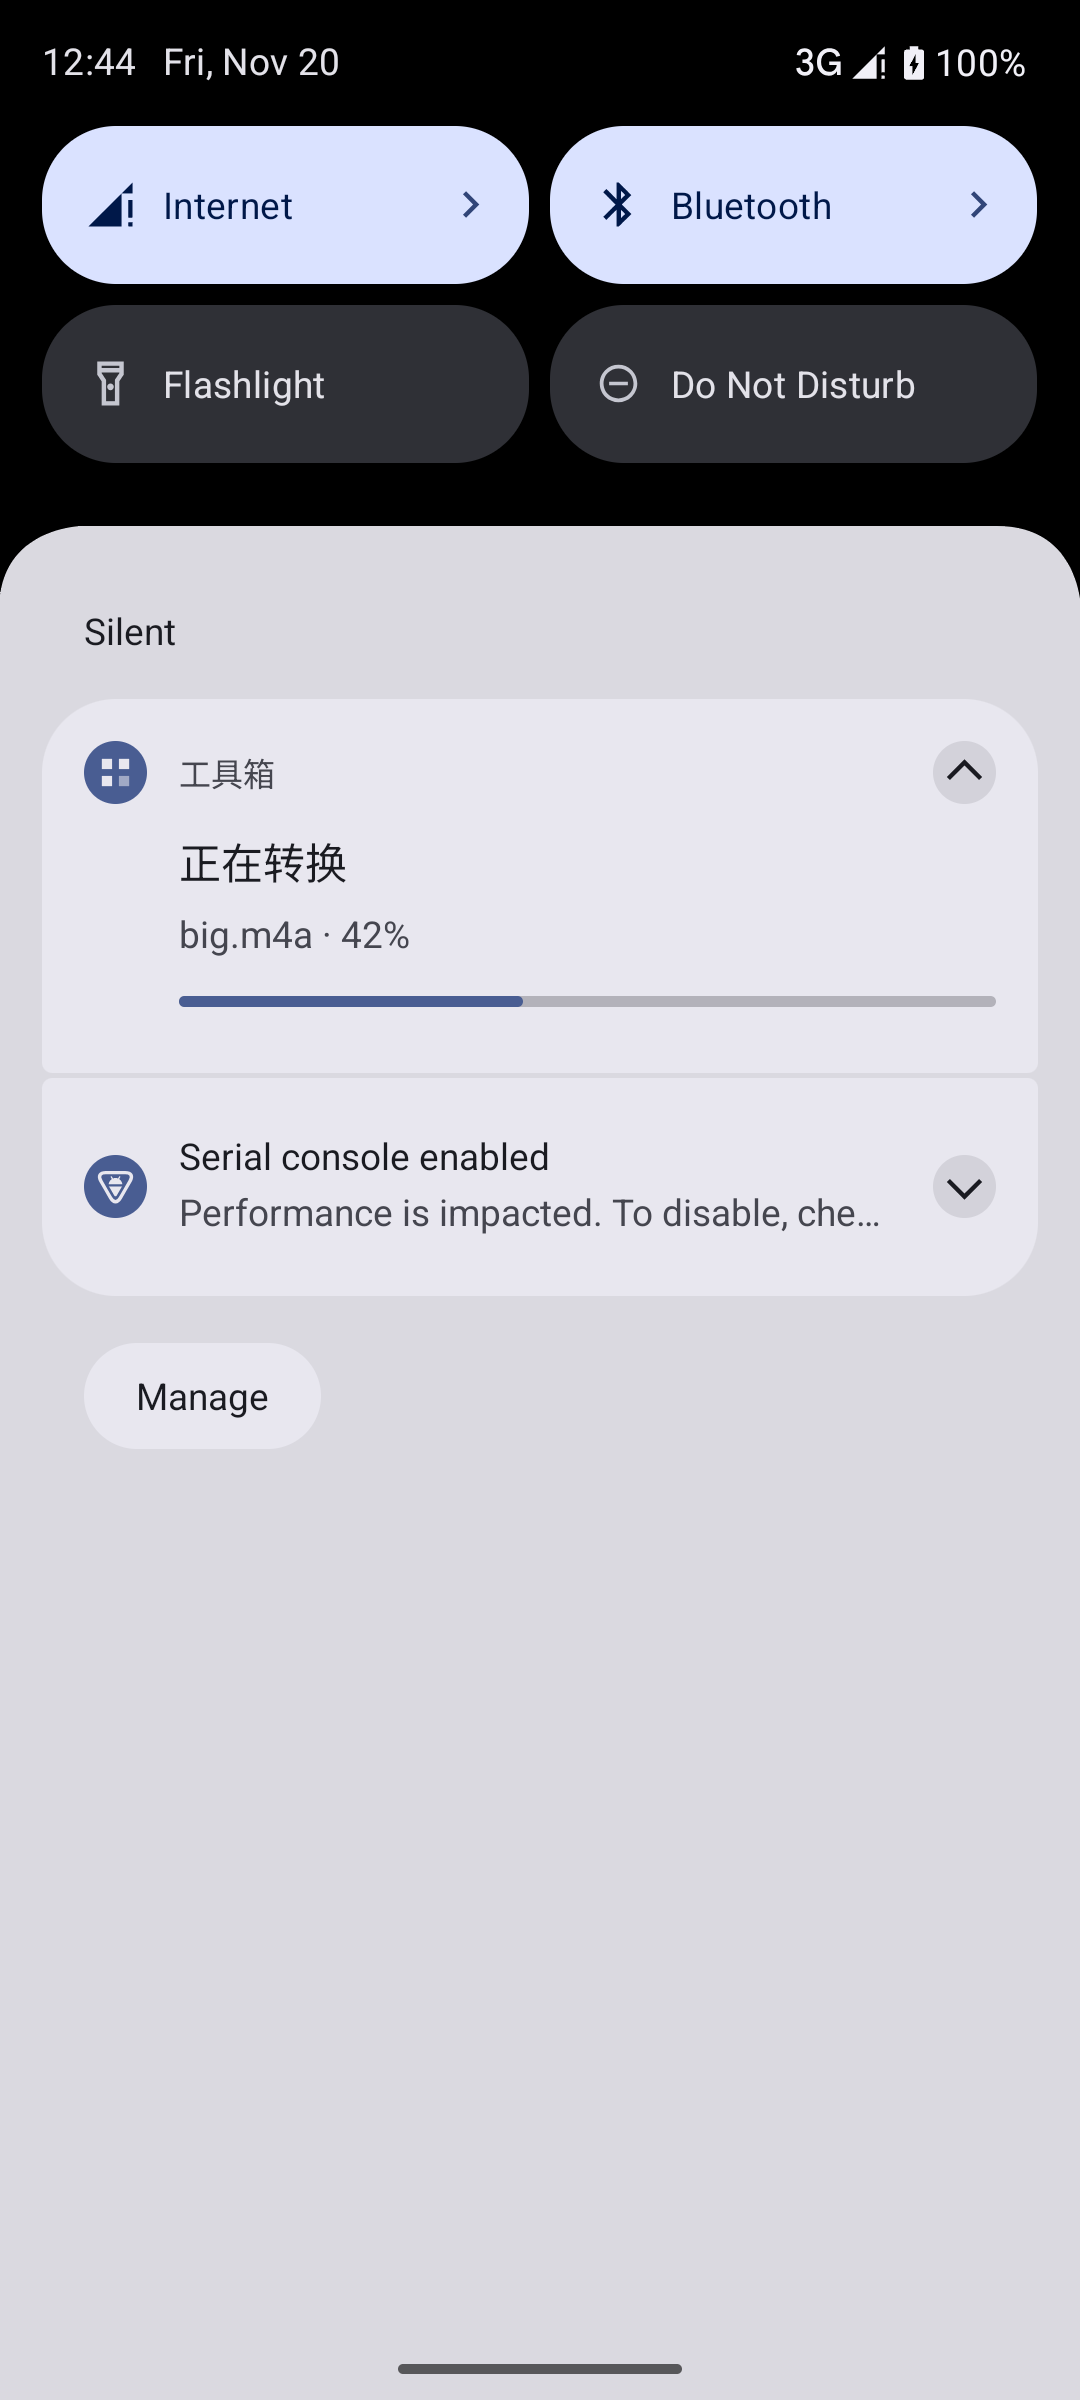 12:44 Fri, Nov 20 3G 100%
Internet Bluetooth
Flashlight Do Not Disturb
Silent
工具箱
正在转换
big.m4a · 42%
Serial console enabled
Performance is impacted. To disable, che…
Manage